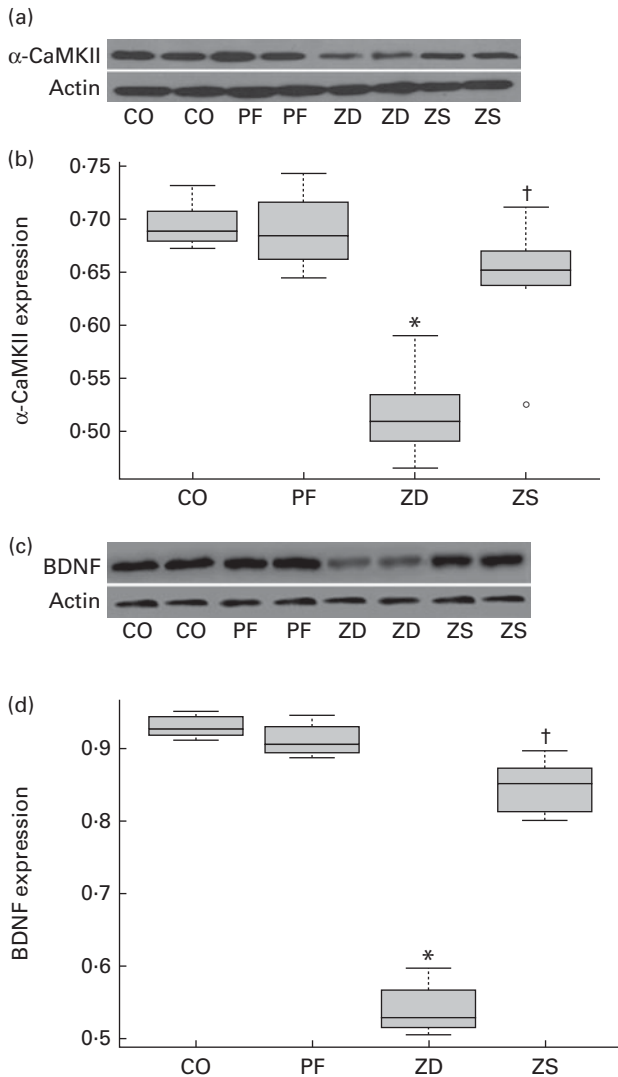 (a)
α-CaMKII
Actin
CO CO PF PF ZD ZD ZS ZS
(b)
0·75
0·70
0·65
0·60
0·55
0·50
α-CaMKII expression
†
*
CO PF ZD ZS
(c)
BDNF
Actin
CO CO PF PF ZD ZD ZS ZS
(d)
0·9
0·8
0·7
0·6
0·5
BDNF expression
†
*
CO PF ZD ZS